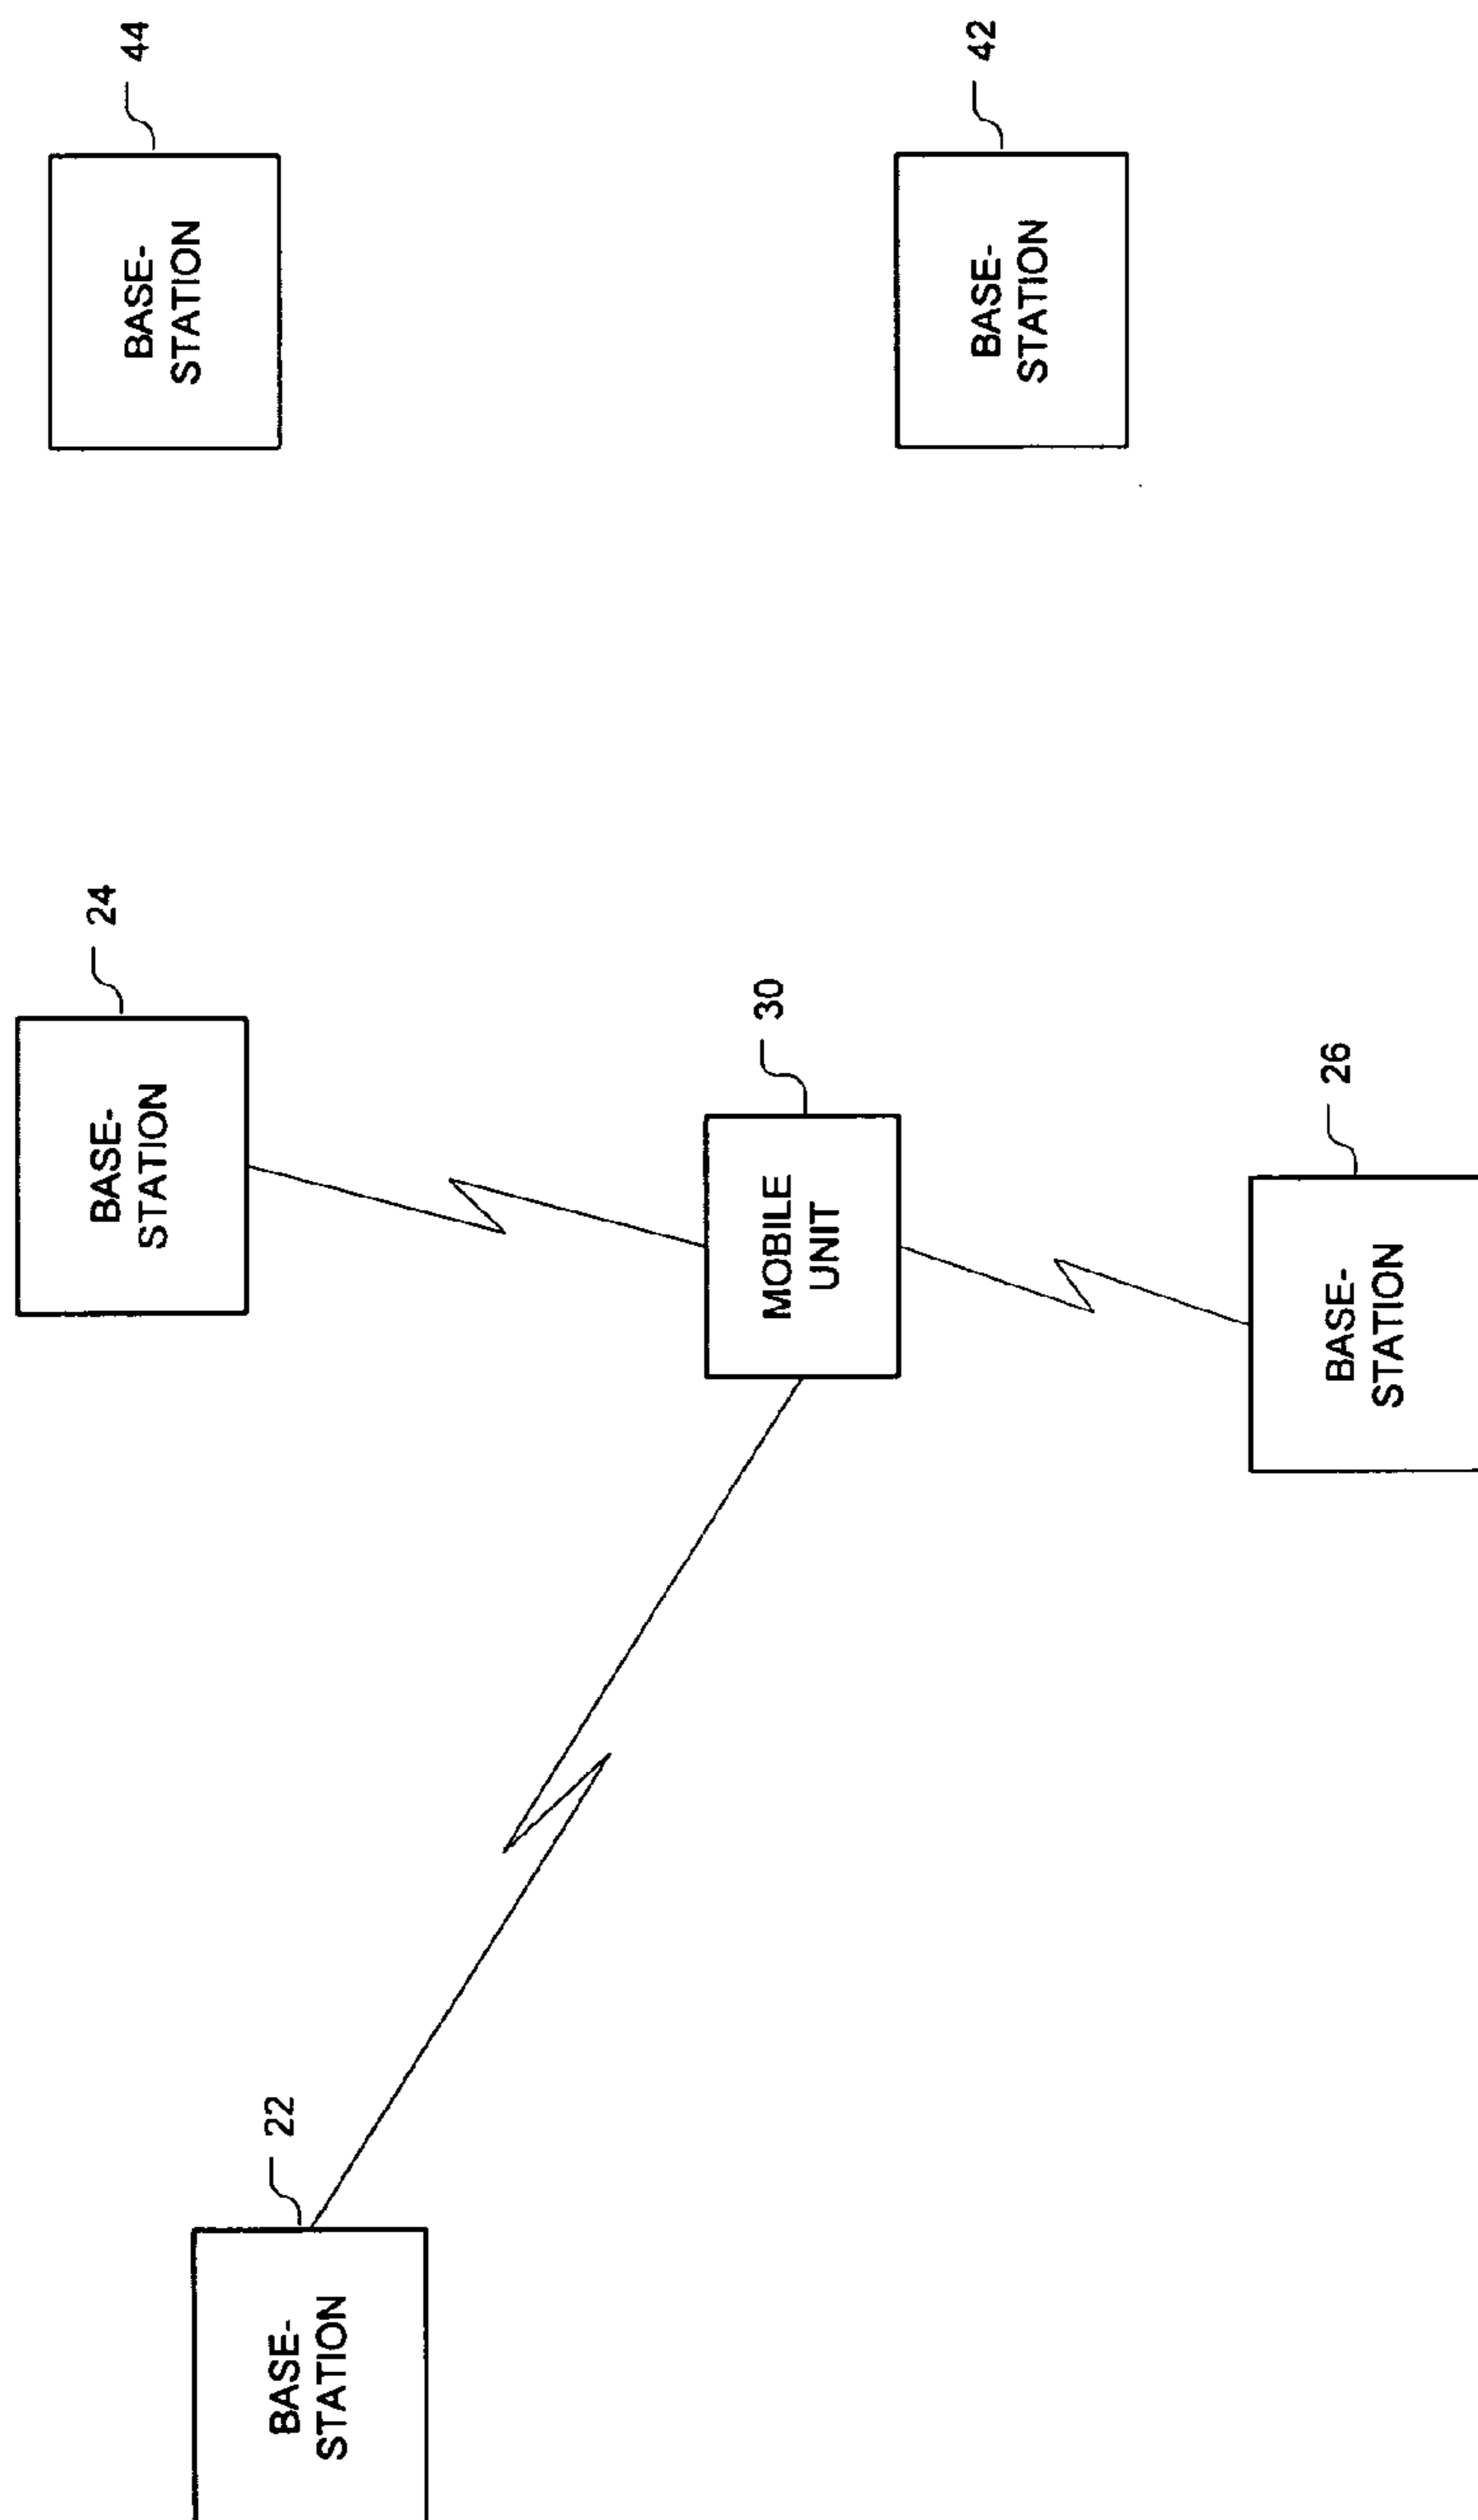 24
BASE-
STATION
44
BASE-
STATION
22
BASE-
STATION
30
MOBILE
UNIT
42
BASE-
STATION
26
BASE-
STATION